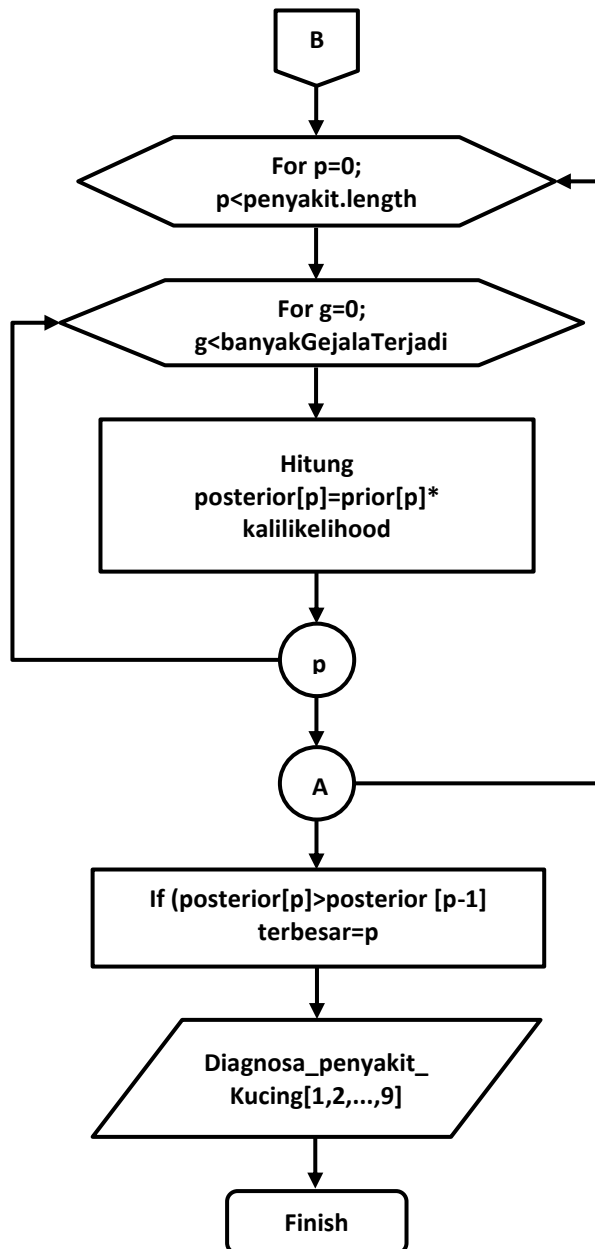 B
For p=0;
p<penyakit.length
For g=0;
g<banyakGejalaTerjadi
Hitung
posterior[p]=prior[p]*
kalilikelihood
p
A
If (posterior[p]>posterior [p-1]
terbesar=p
Diagnosa_penyakit_
Kucing[1,2,...,9]
Finish